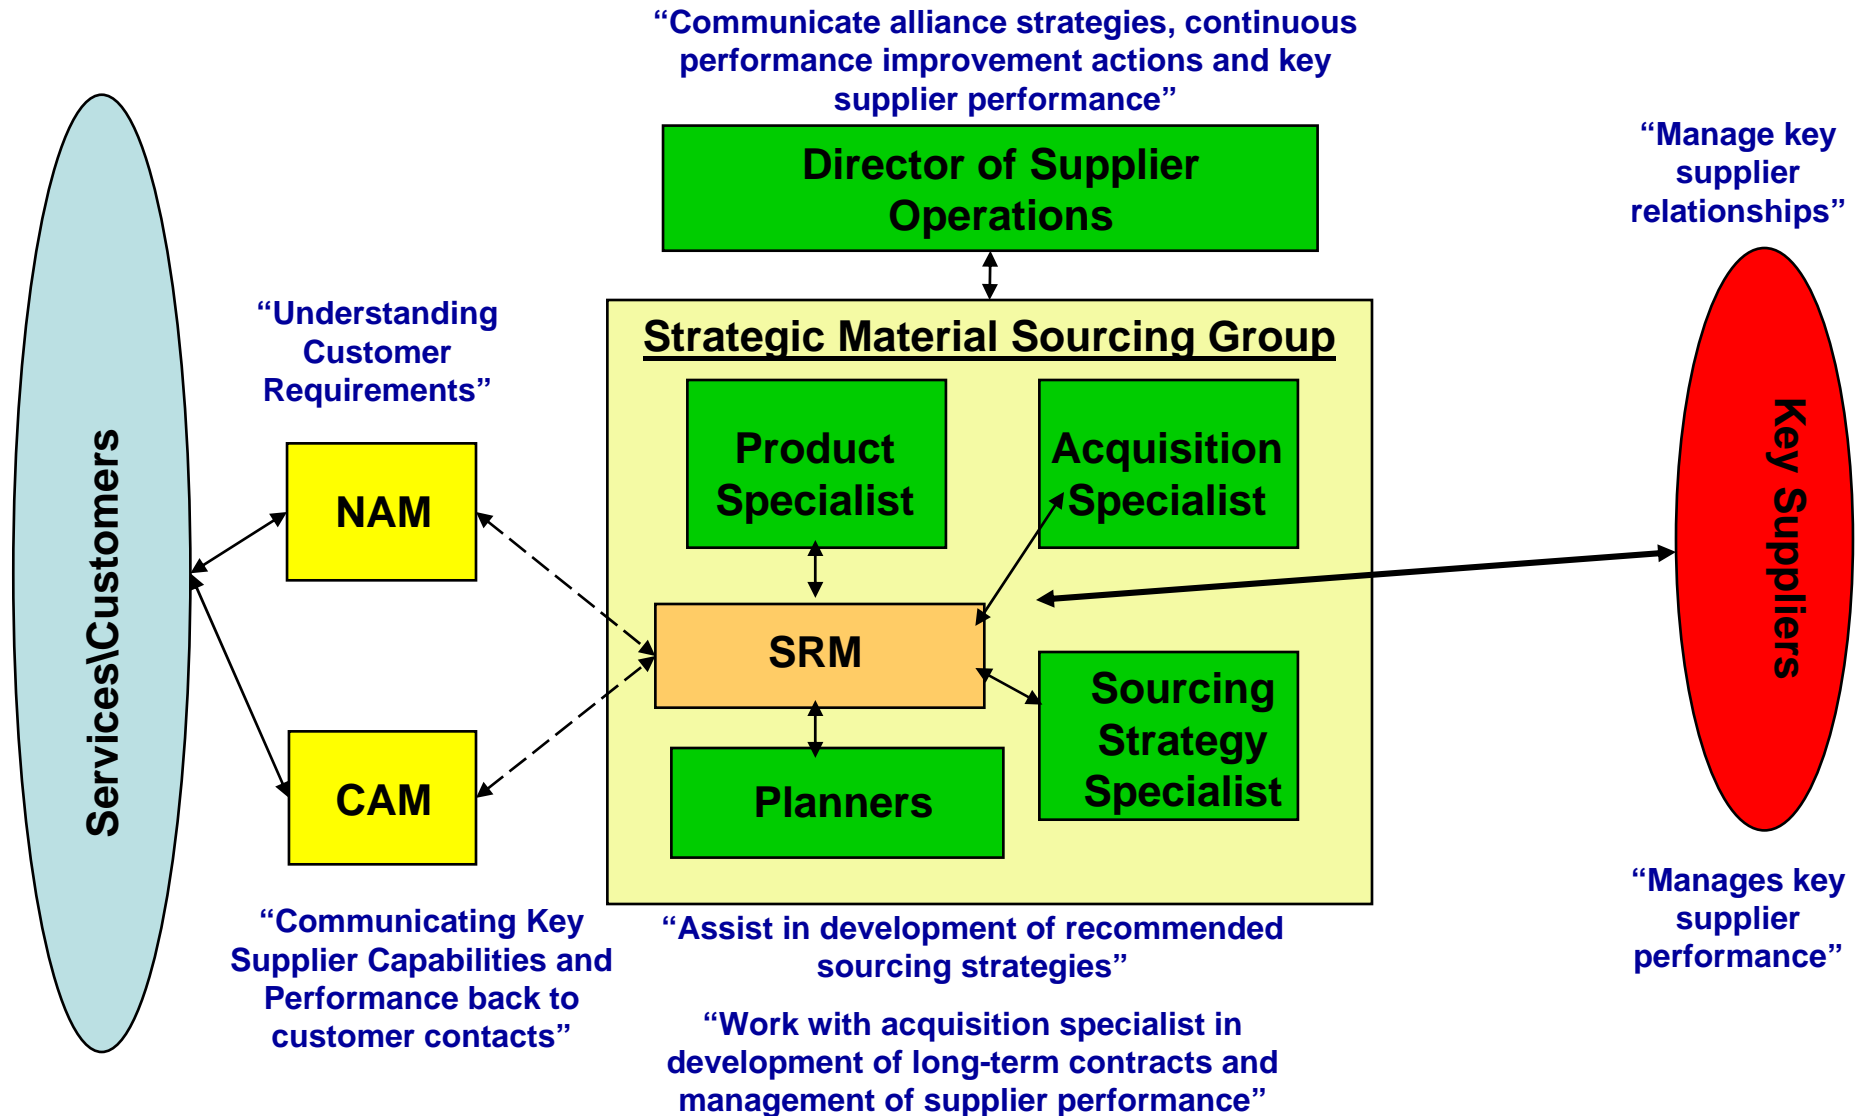 “Communicate alliance strategies, continuous
performance improvement actions and key
supplier performance”
Director of Supplier
Operations
“Manage key
supplier
relationships”
“Understanding
Customer
Requirements”
Strategic Material Sourcing Group
Services\Customers
NAM
CAM
Product
Specialist
Acquisition
Specialist
SRM
Sourcing
Strategy
Specialist
Planners
Key Suppliers
“Communicating Key
Supplier Capabilities and
Performance back to
customer contacts”
“Assist in development of recommended
sourcing strategies”
“Work with acquisition specialist in
development of long-term contracts and
management of supplier performance”
“Manages key
supplier
performance”